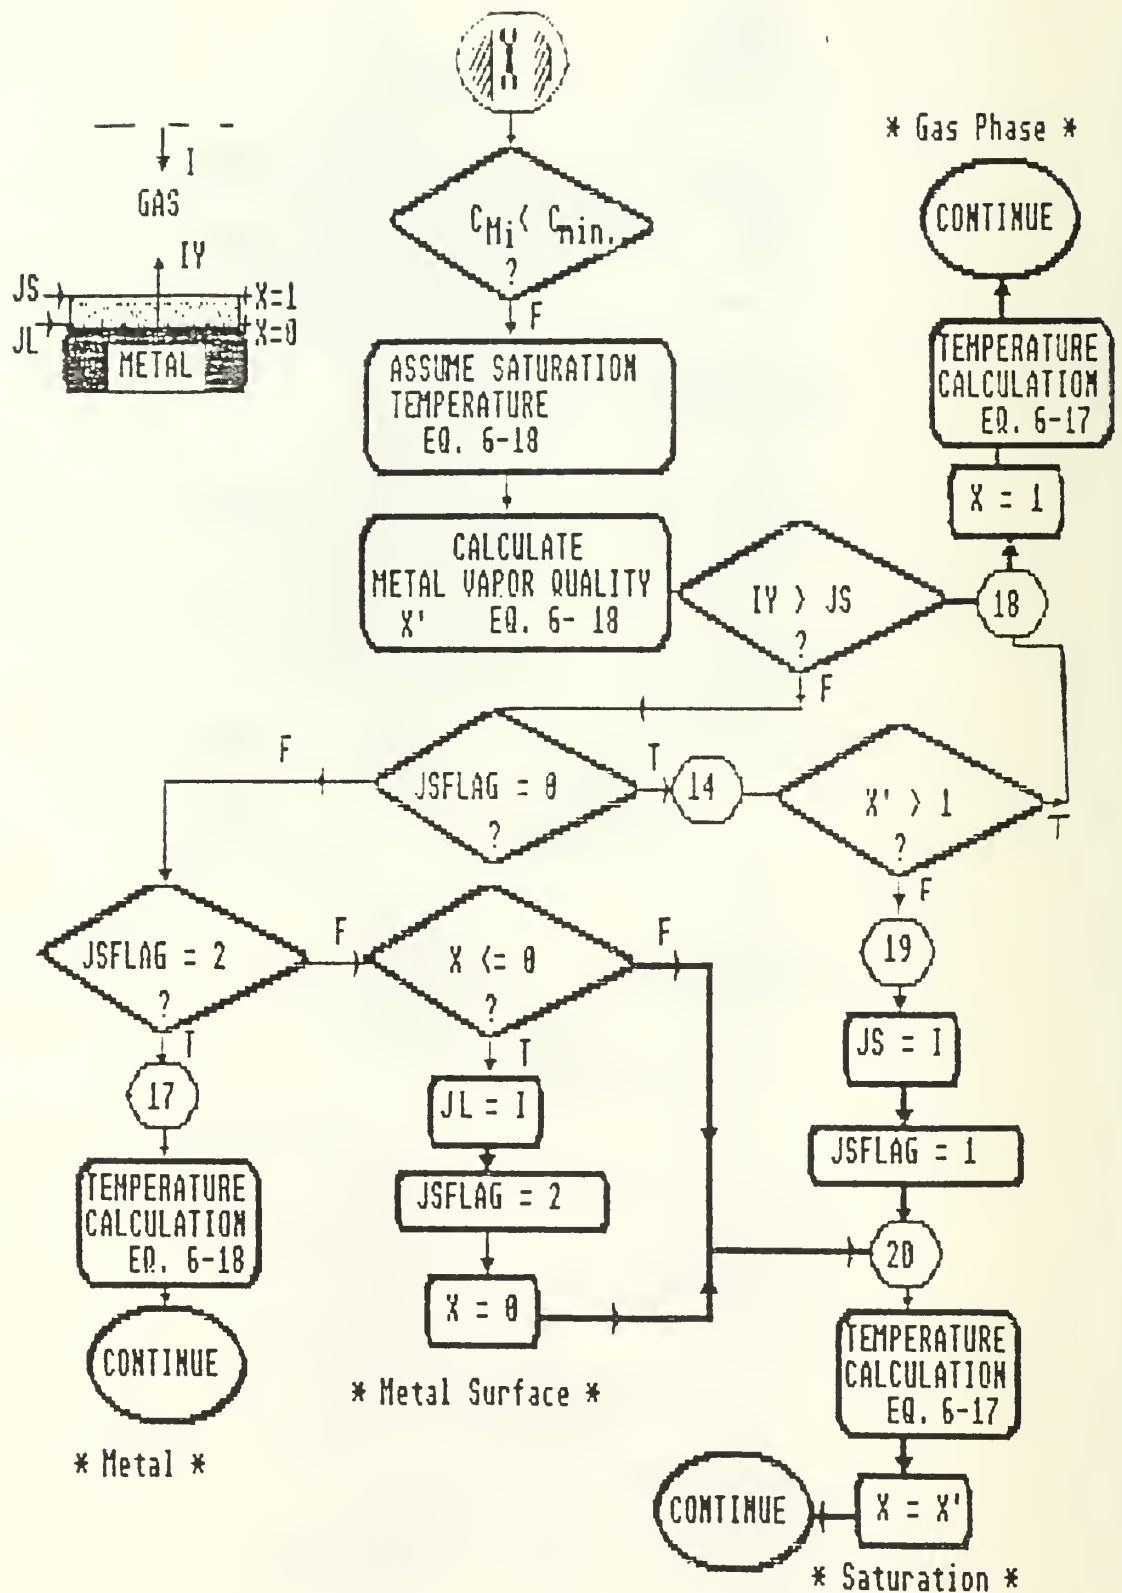 X
* Gas Phase *
I
GAS
IY
JS
X=1
JL
X=0
METAL
C Mi < C min.
?
F
CONTINUE
TEMPERATURE
CALCULATION
EQ. 6-17
X = 1
18
ASSUME SATURATION
TEMPERATURE
EQ. 6-18
CALCULATE
METAL VAPOR QUALITY
X' EQ. 6- 18
IY > JS
?
F
F
JSFLAG = 0
?
T
14
X' > 1
?
T
F
JSFLAG = 2
?
F
T
X <= 0
?
F
T
19
JS = I
JSFLAG = 1
20
17
JL = I
JSFLAG = 2
X = 0
TEMPERATURE
CALCULATION
EQ. 6-18
CONTINUE
* Metal *
* Metal Surface *
TEMPERATURE
CALCULATION
EQ. 6-17
X = X'
CONTINUE
* Saturation *